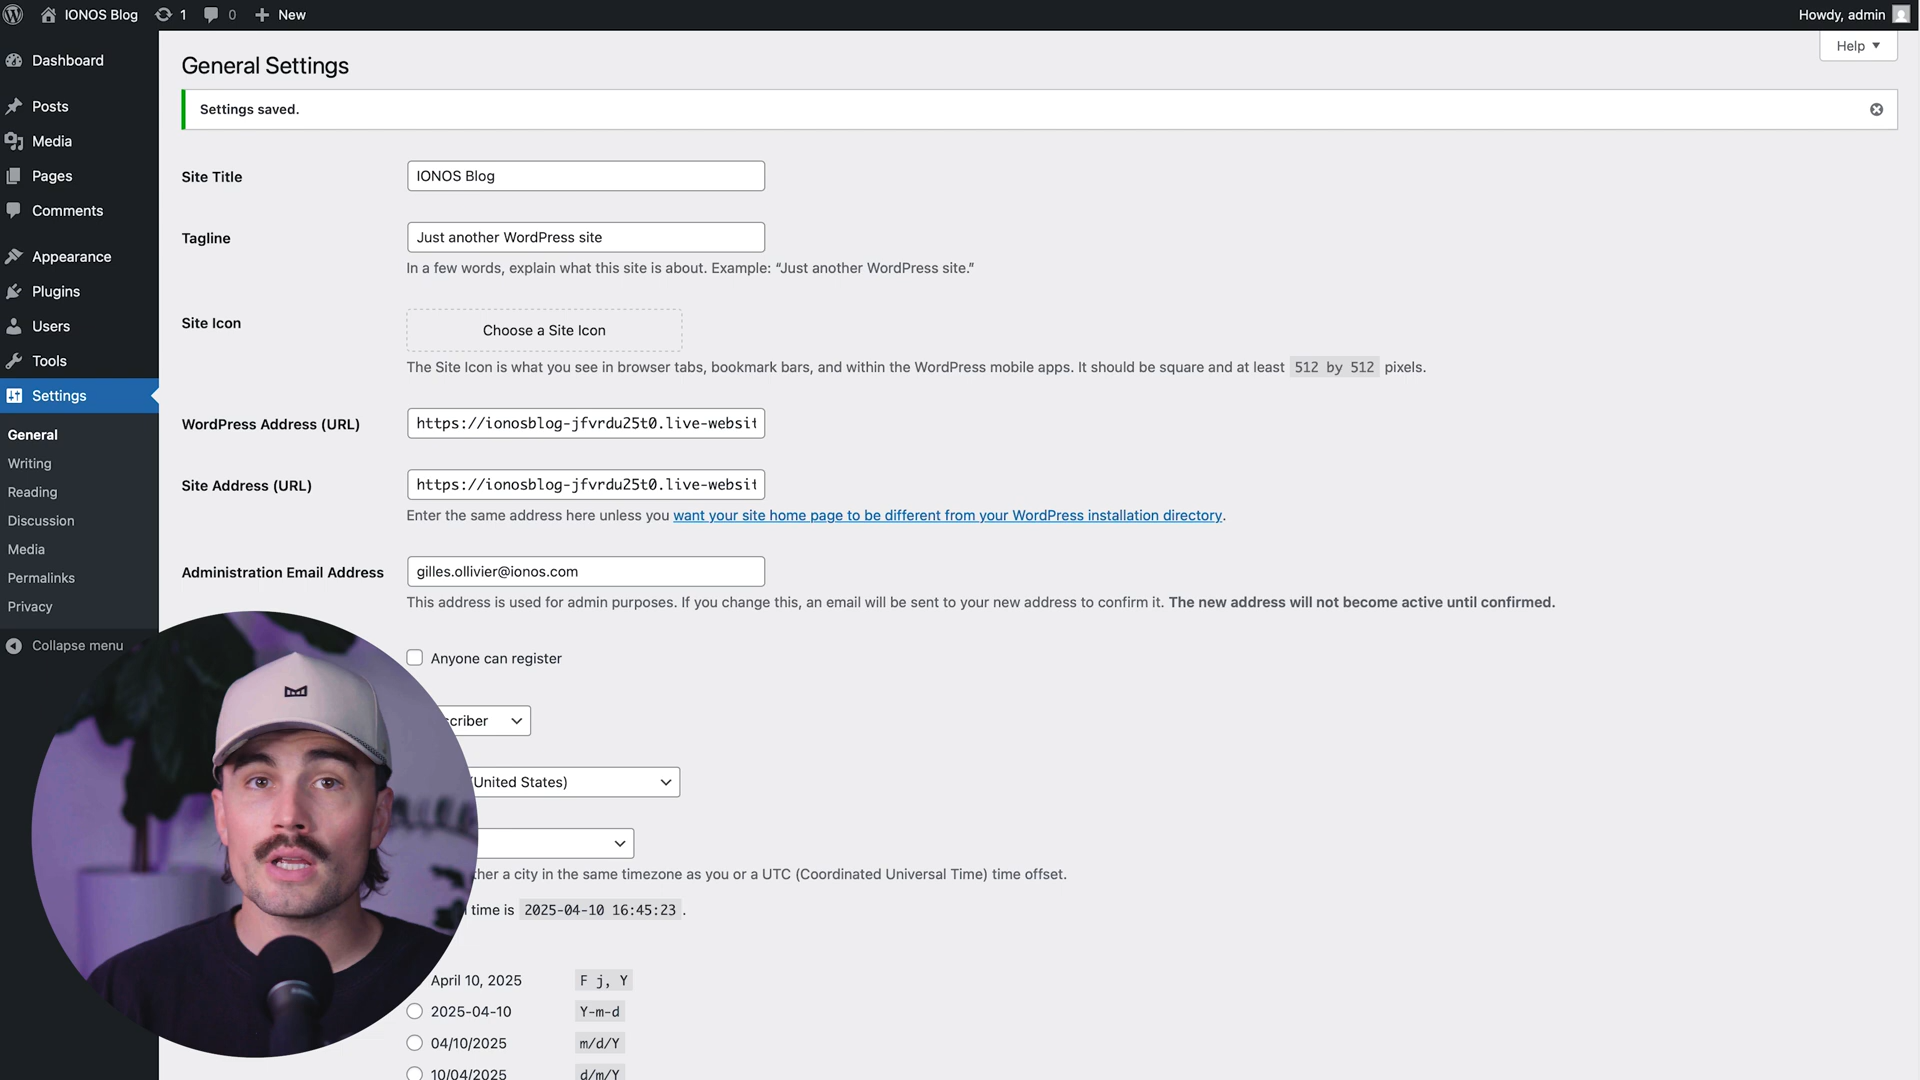 IONOS Blog 1 0 New Howdy, admin
Help
Dashboard
Posts
Media
Pages
Comments
Appearance
Plugins
Users
Tools
Settings
General
Writing
Reading
Discussion
Media
Permalinks
Privacy
Collapse menu
General Settings
Settings saved.
Site Title IONOS Blog
Tagline Just another WordPress site
In a few words, explain what this site is about. Example: “Just another WordPress site.”
Site Icon Choose a Site Icon
The Site Icon is what you see in browser tabs, bookmark bars, and within the WordPress mobile apps. It should be square and at least 512 by 512 pixels.
WordPress Address (URL) https://ionosblog-jfvrdu25t0.live-websit
Site Address (URL) https://ionosblog-jfvrdu25t0.live-websit
Enter the same address here unless you want your site home page to be different from your WordPress installation directory.
Administration Email Address gilles.ollivier@ionos.com
This address is used for admin purposes. If you change this, an email will be sent to your new address to confirm it. The new address will not become active until confirmed.
Anyone can register
criber
(United States)
ther a city in the same timezone as you or a UTC (Coordinated Universal Time) time offset.
time is 2025-04-10 16:45:23 .
April 10, 2025 F j, Y
2025-04-10 Y-m-d
04/10/2025 m/d/Y
10/04/2025 d/m/Y